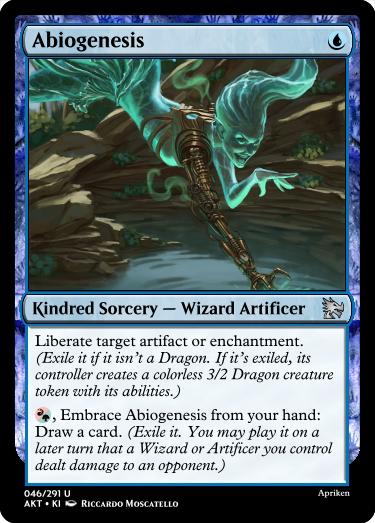 Abiogenesis
Kindred Sorcery — Wizard Artificer
Liberate target artifact or enchantment.
(Exile it if it isn't a Dragon. If it's exiled, its
controller creates a colorless 3/2 Dragon creature
token with its abilities.)
, Embrace Abiogenesis from your hand:
Draw a card. (Exile it. You may play it on a
later turn that a Wizard or Artificer you control
dealt damage to an opponent.)
046/291 U
Apriken
AKT • KI Riccardo Moscatello